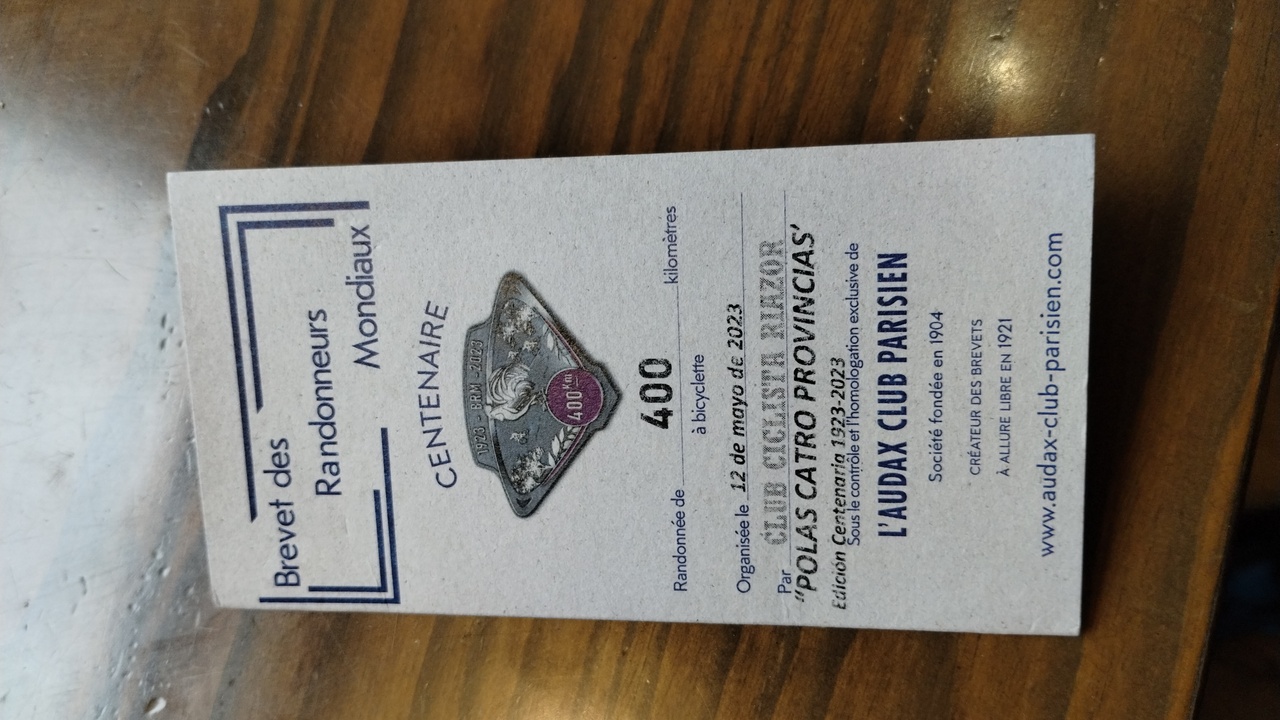 Brevet des
Randonneurs
Mondiaux
CENTENAIRE
1923 - BRM - 2023
400Km
Randonnée de 400 kilomètres
à bicyclette
Organisée le 12 de mayo de 2023
Par CLUB CICLISTA RIAZOR
"POLAS CATRO PROVINCIAS'
Edición Centenaria 1923-2023
Sous le contrôle et l'homologation exclusive de
L'AUDAX CLUB PARISIEN
Société fondée en 1904
CRÉATEUR DES BREVETS
À ALLURE LIBRE EN 1921
www.audax-club-parisien.com